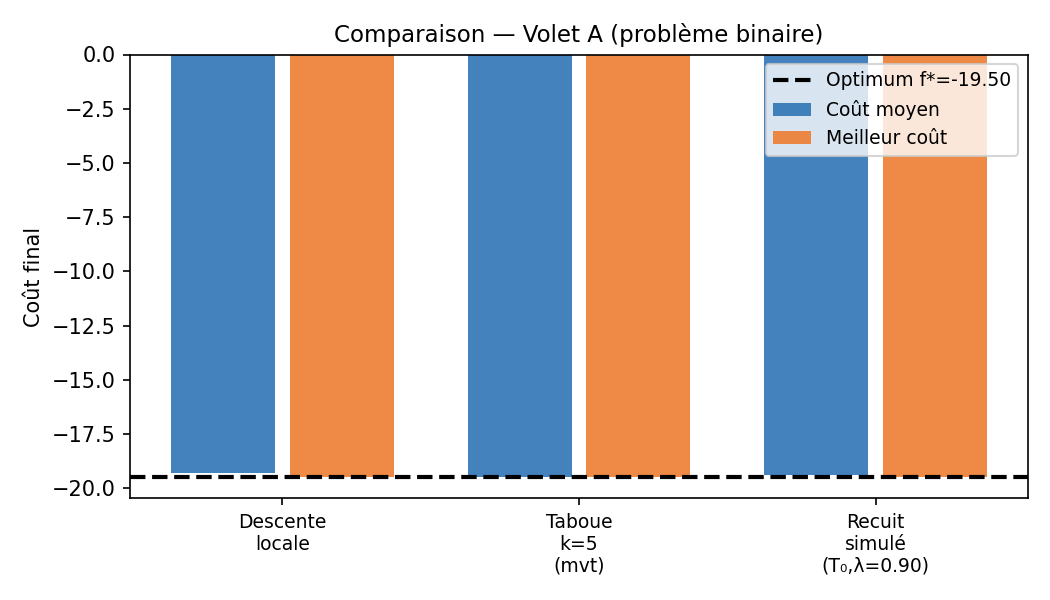 Comparaison — Volet A (problème binaire)
Coût final
0.0
−2.5
−5.0
−7.5
−10.0
−12.5
−15.0
−17.5
−20.0
Optimum f*=-19.50
Coût moyen
Meilleur coût
Descente
locale
Taboue
k=5
(mvt)
Recuit
simulé
(T₀,λ=0.90)